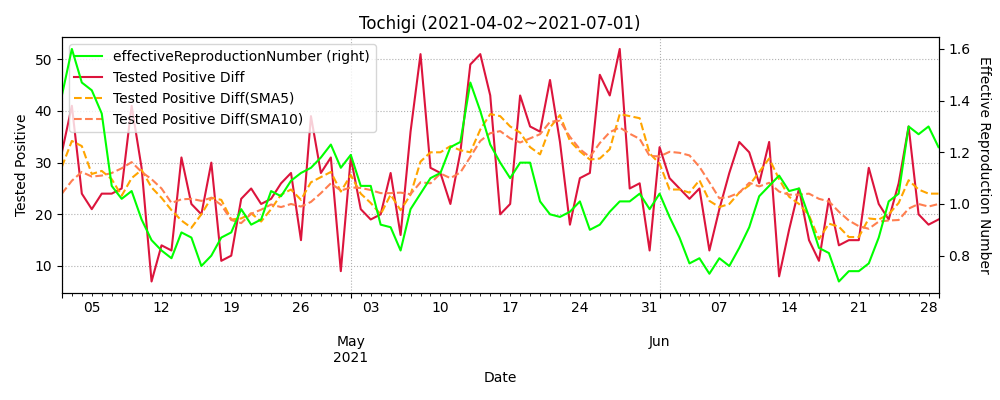 Tochigi (2021-04-02~2021-07-01)
effectiveReproductionNumber (right)
Tested Positive Diff
Tested Positive Diff(SMA5)
Tested Positive Diff(SMA10)
Tested Positive
50
40
30
20
10
1.6
1.4
1.2
1.0
0.8
Effective Reproduction Number
05 12 19 26 03 10 17 24 31 07 14 21 28
May Jun
2021
Date